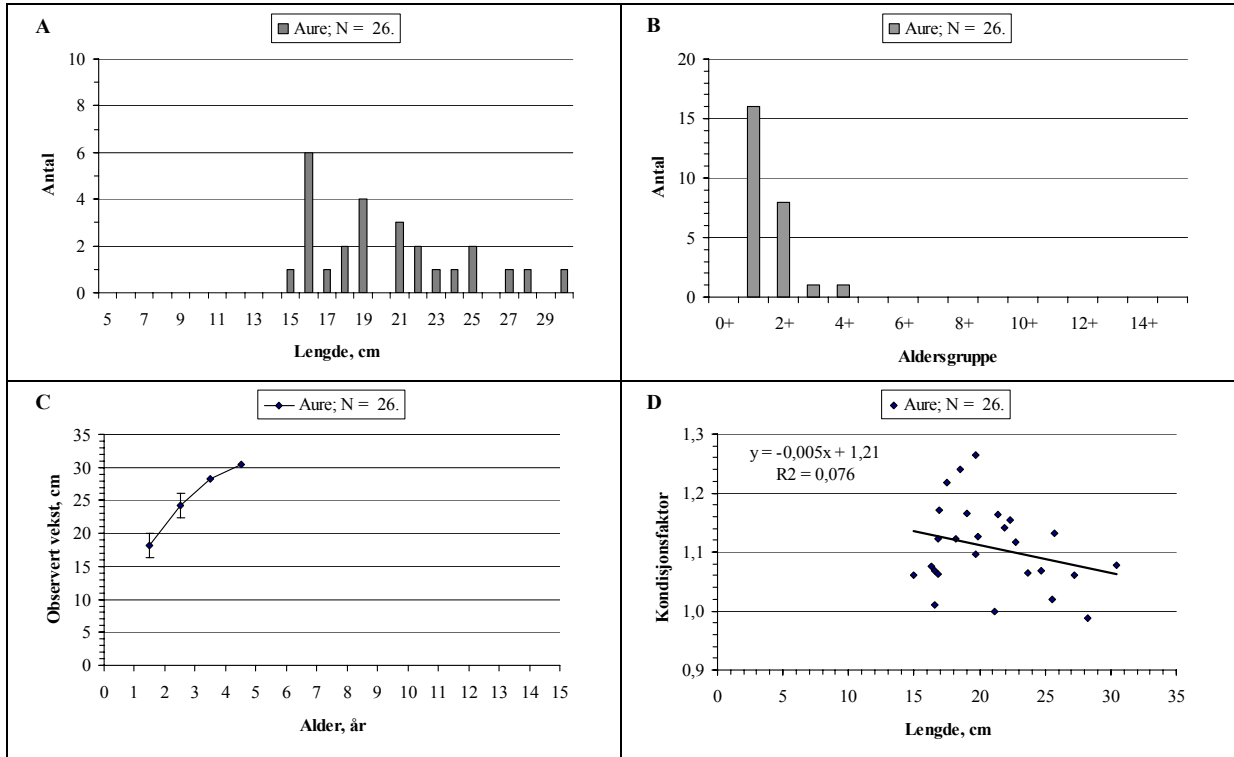 A
Aure; N = 26.
10
8
6
4
2
0
Antal
5 7 9 11 13 15 17 19 21 23 25 27 29
Lengde, cm
B
Aure; N = 26.
20
15
10
5
0
Antal
0+ 2+ 4+ 6+ 8+ 10+ 12+ 14+
Aldersgruppe
C
Aure; N = 26.
35
30
25
20
15
10
5
0
Observert vekst, cm
0 1 2 3 4 5 6 7 8 9 10 11 12 13 14 15
Alder, år
D
Aure; N = 26.
y = -0,005x + 1,21
R2 = 0,076
1,3
1,2
1,1
1,0
0,9
Kondisjonsfaktor
0 5 10 15 20 25 30 35
Lengde, cm